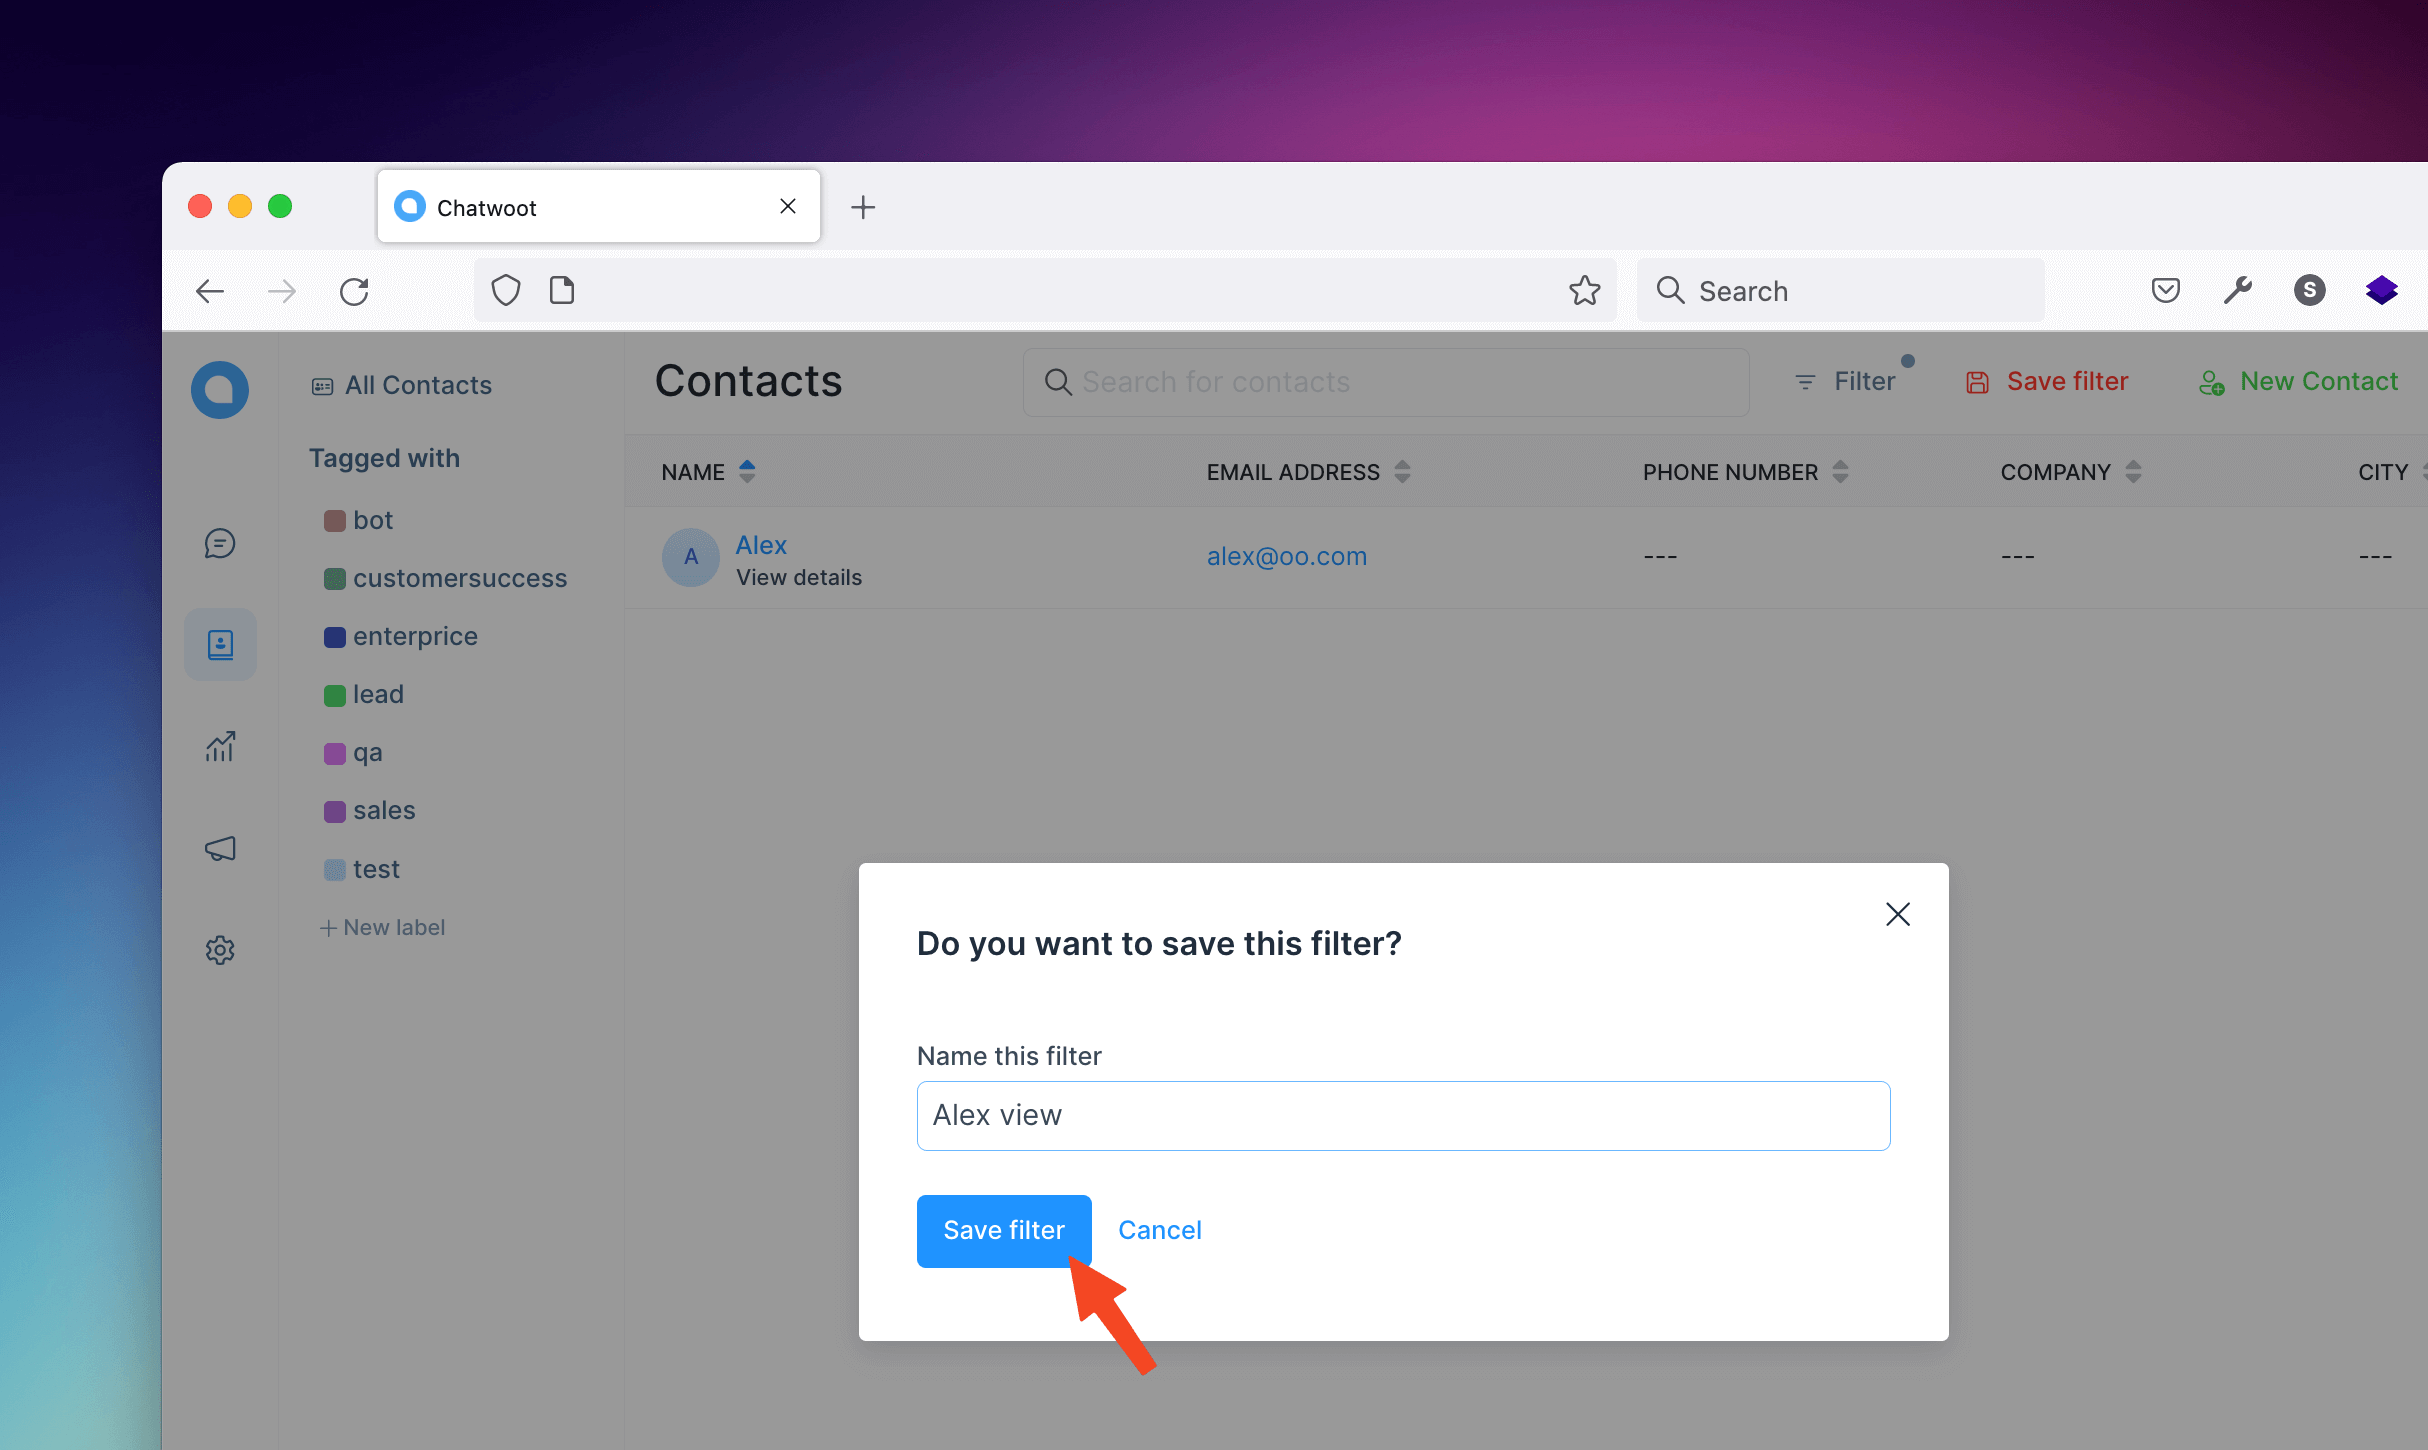 Chatwoot
Search
S
All Contacts
Contacts
Search for contacts
Filter
Save filter
New Contact
Tagged with
NAME
EMAIL ADDRESS
PHONE NUMBER
COMPANY
CITY
bot
customersuccess
enterprice
lead
qa
sales
test
+ New label
A
Alex
View details
alex@oo.com
---
---
---
Do you want to save this filter?
Name this filter
Alex view
Save filter
Cancel